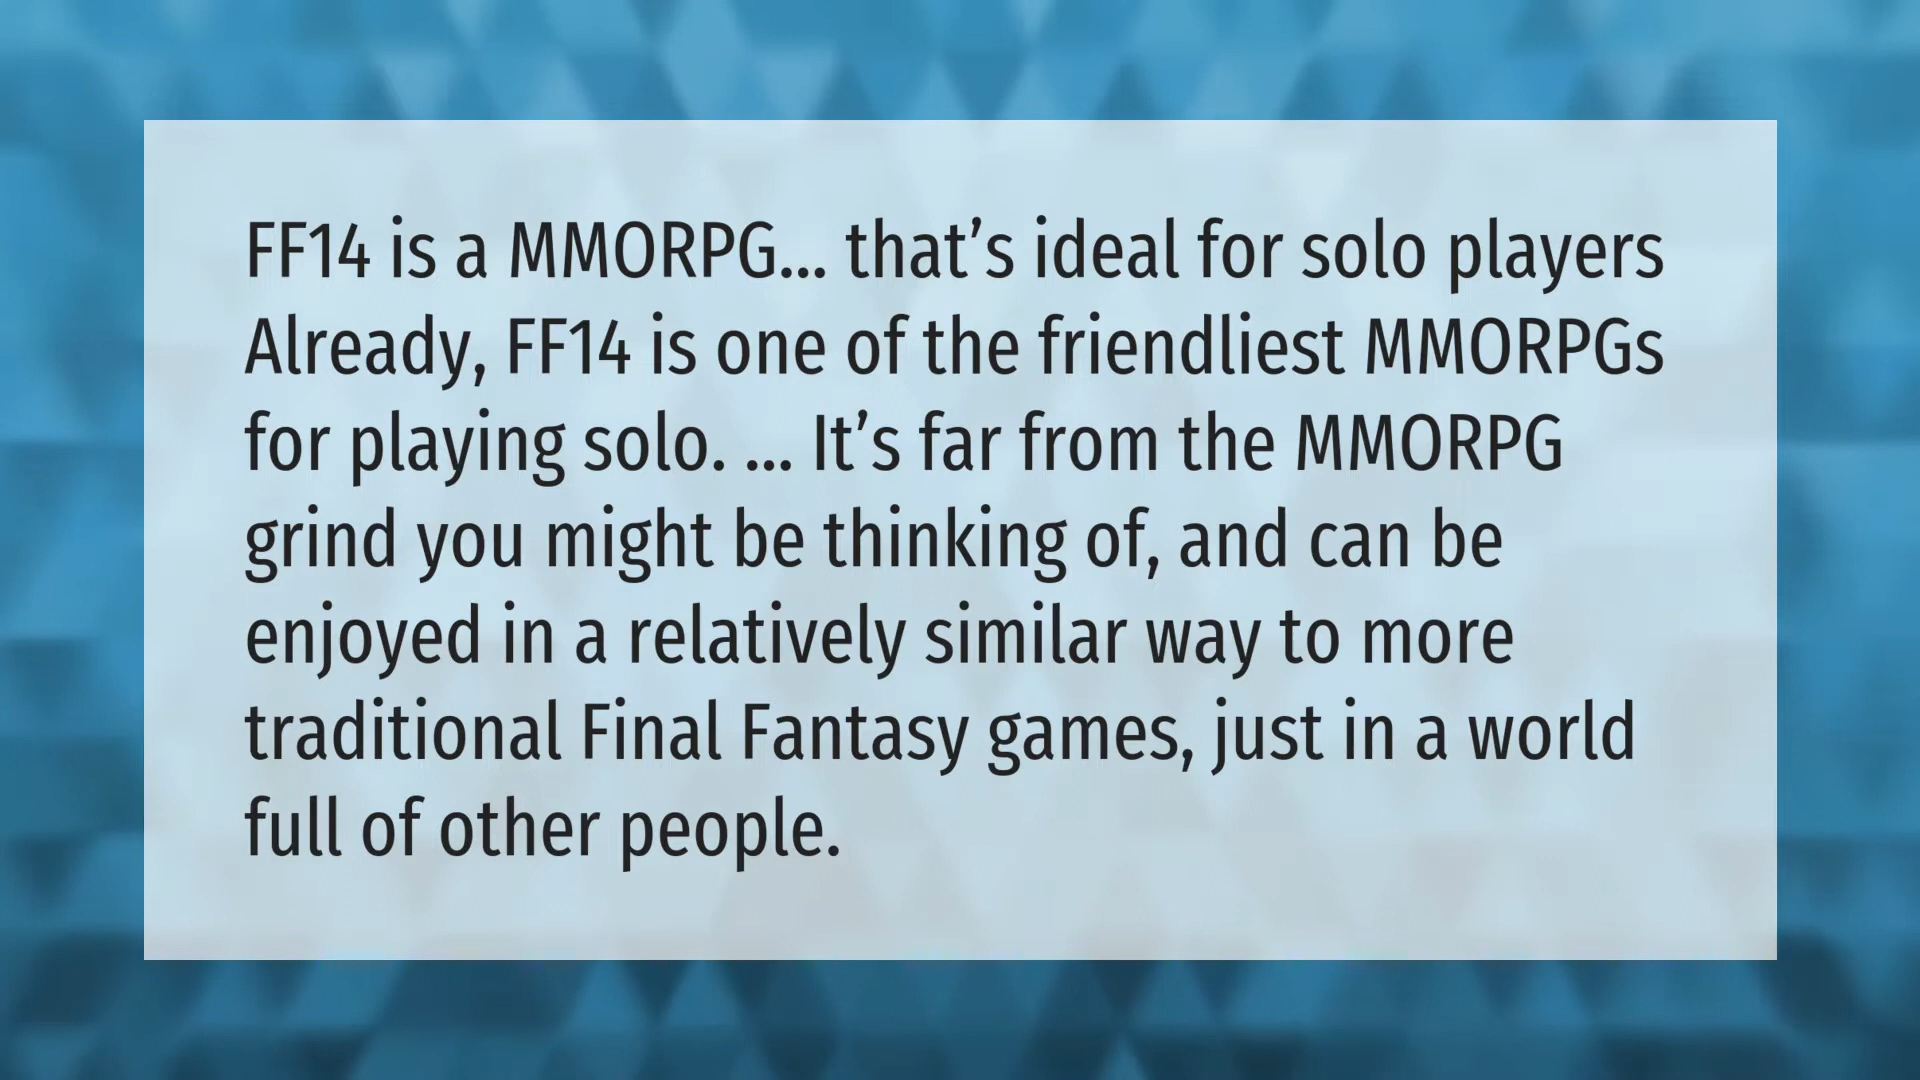 FF14 is a MMORPG… that’s ideal for solo players
Already, FF14 is one of the friendliest MMORPGs
for playing solo. … It’s far from the MMORPG
grind you might be thinking of, and can be
enjoyed in a relatively similar way to more
traditional Final Fantasy games, just in a world
full of other people.